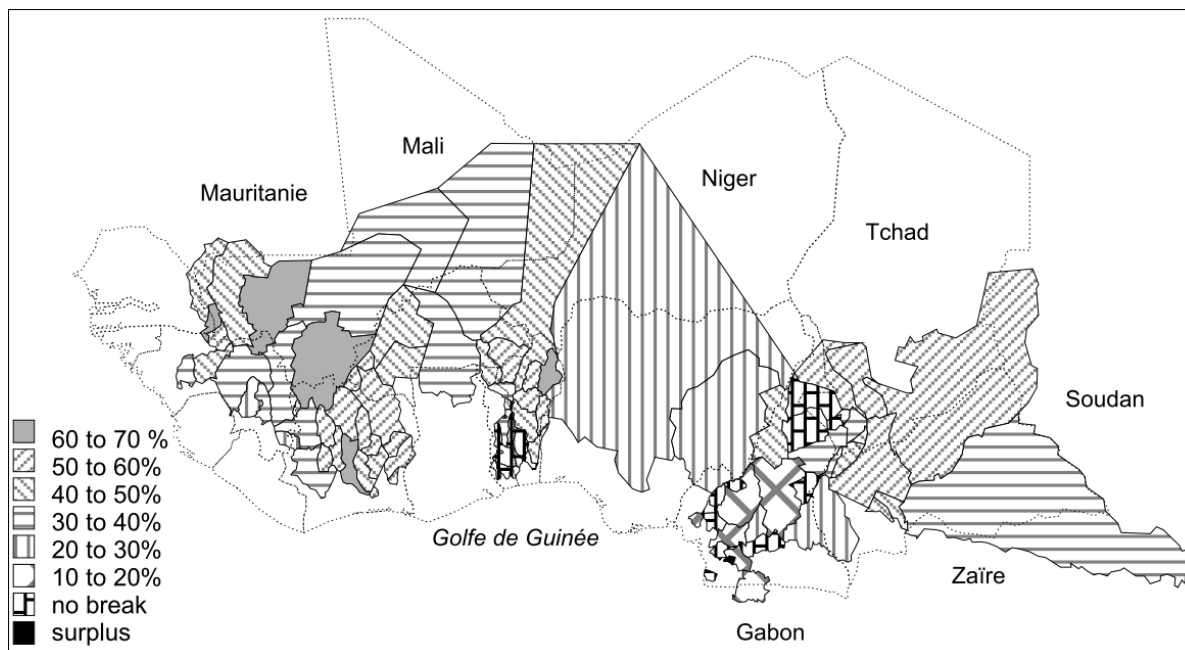 Mali
Niger
Mauritanie
Tchad
Soudan
60 to 70 %
50 to 60%
40 to 50%
30 to 40%
20 to 30%
10 to 20%
no break
surplus
Golfe de Guinée
Zaïre
Gabon